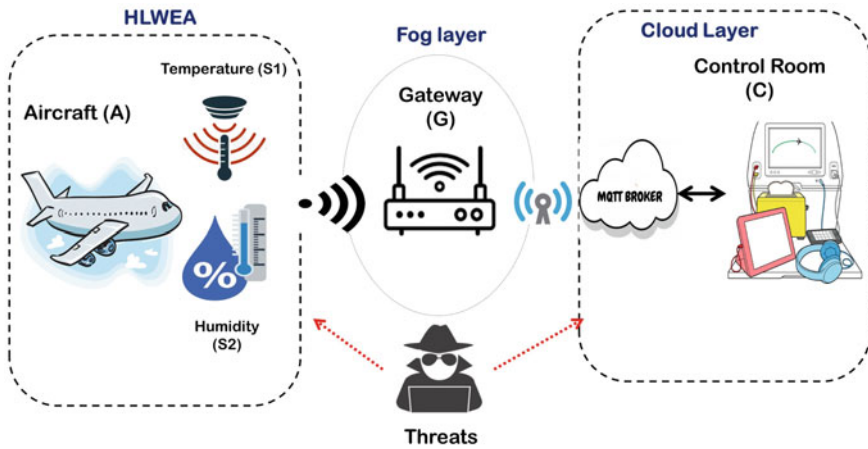 HLWEA
Fog layer
Cloud Layer
Temperature (S1)
Aircraft (A)
%
Humidity
(S2)
Gateway
(G)
MQTT BROKER
Control Room
(C)
Threats